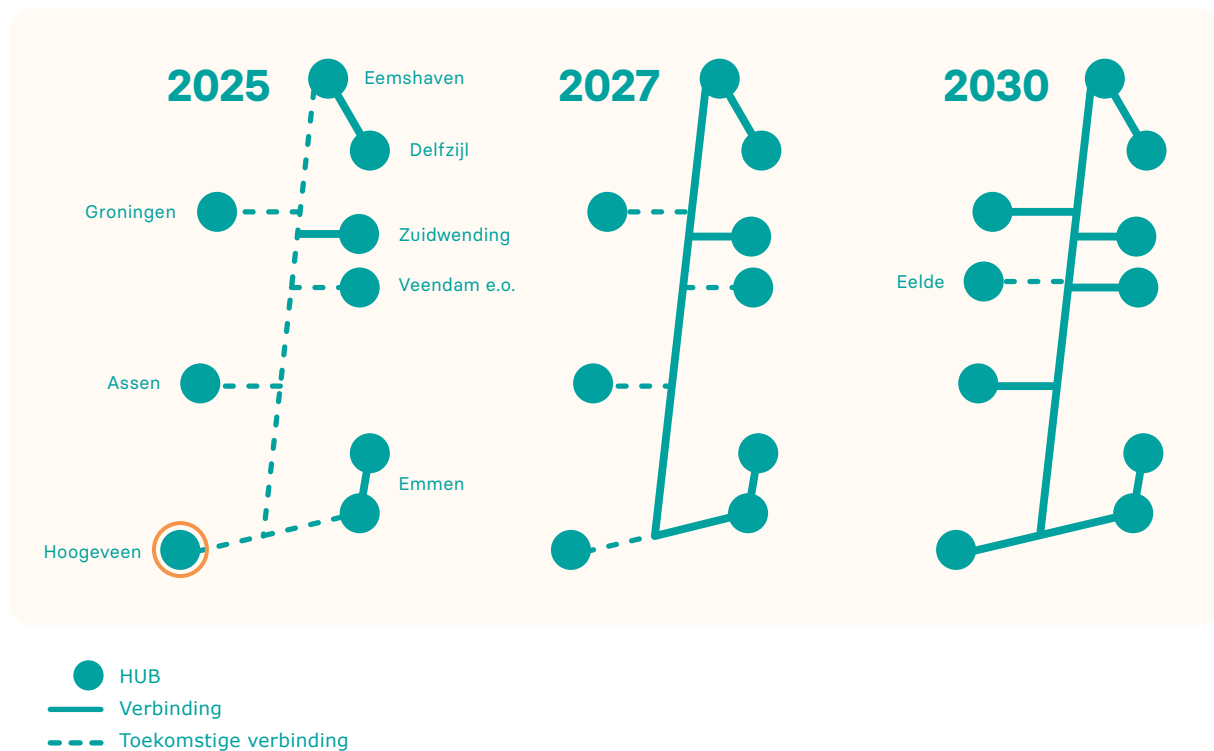 2025
Eemshaven
Delfzijl
Groningen
Zuidwending
Veendam e.o.
Assen
Emmen
Hoogeveen
2027
2030
Eelde
HUB
Verbinding
Toekomstige verbinding